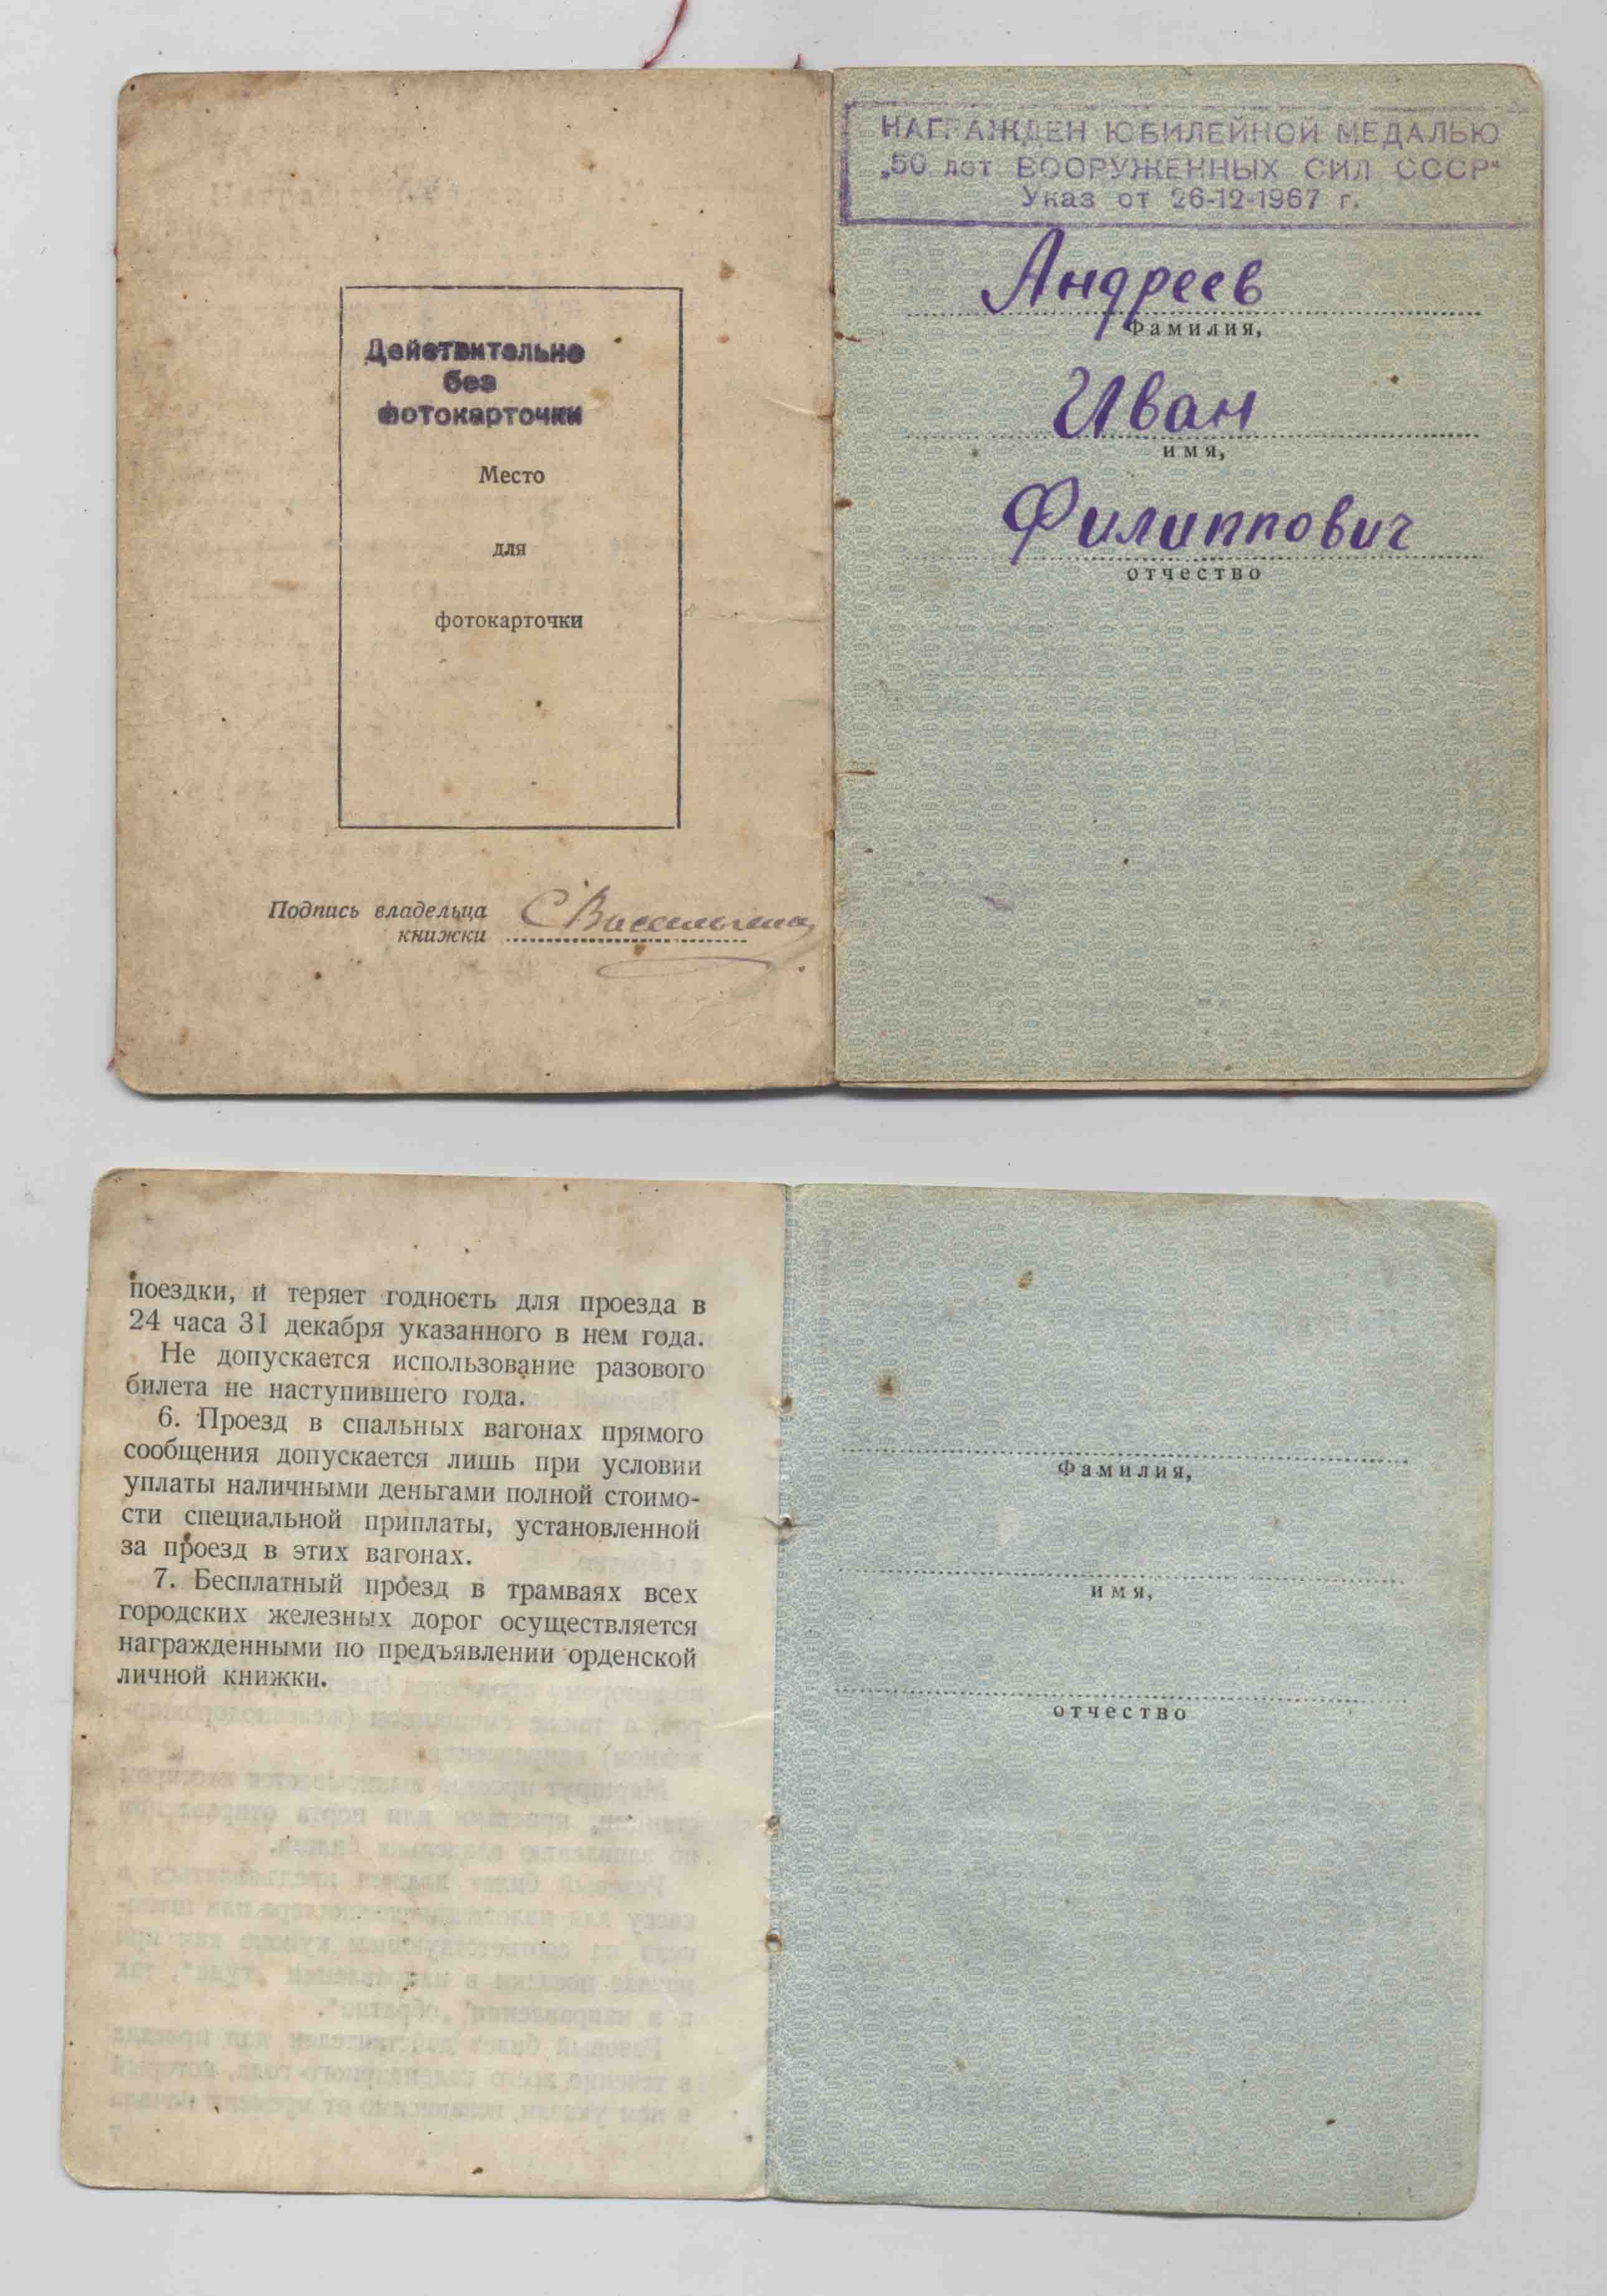 Действительно
без
фотокарточки
Место
для
фотокарточки
Подпись владельца
книжки
НАГРАЖДЕН ЮБИЛЕЙНОЙ МЕДАЛЬЮ
„50 лет ВООРУЖЕННЫХ СИЛ СССР“
Указ от 26-12-1967 г.
Андреев
фамилия,
Иван
имя,
Филиппович
отчество
поездки, и теряет годность для проезда в
24 часа 31 декабря указанного в нем года.
Не допускается использование разового
билета не наступившего года.
6. Проезд в спальных вагонах прямого
сообщения допускается лишь при условии
уплаты наличными деньгами полной стоимо-
сти специальной приплаты, установленной
за проезд в этих вагонах.
7. Бесплатный проезд в трамваях всех
городских железных дорог осуществляется
награжденными по предъявлении орденской
личной книжки.
фамилия,
имя,
отчество